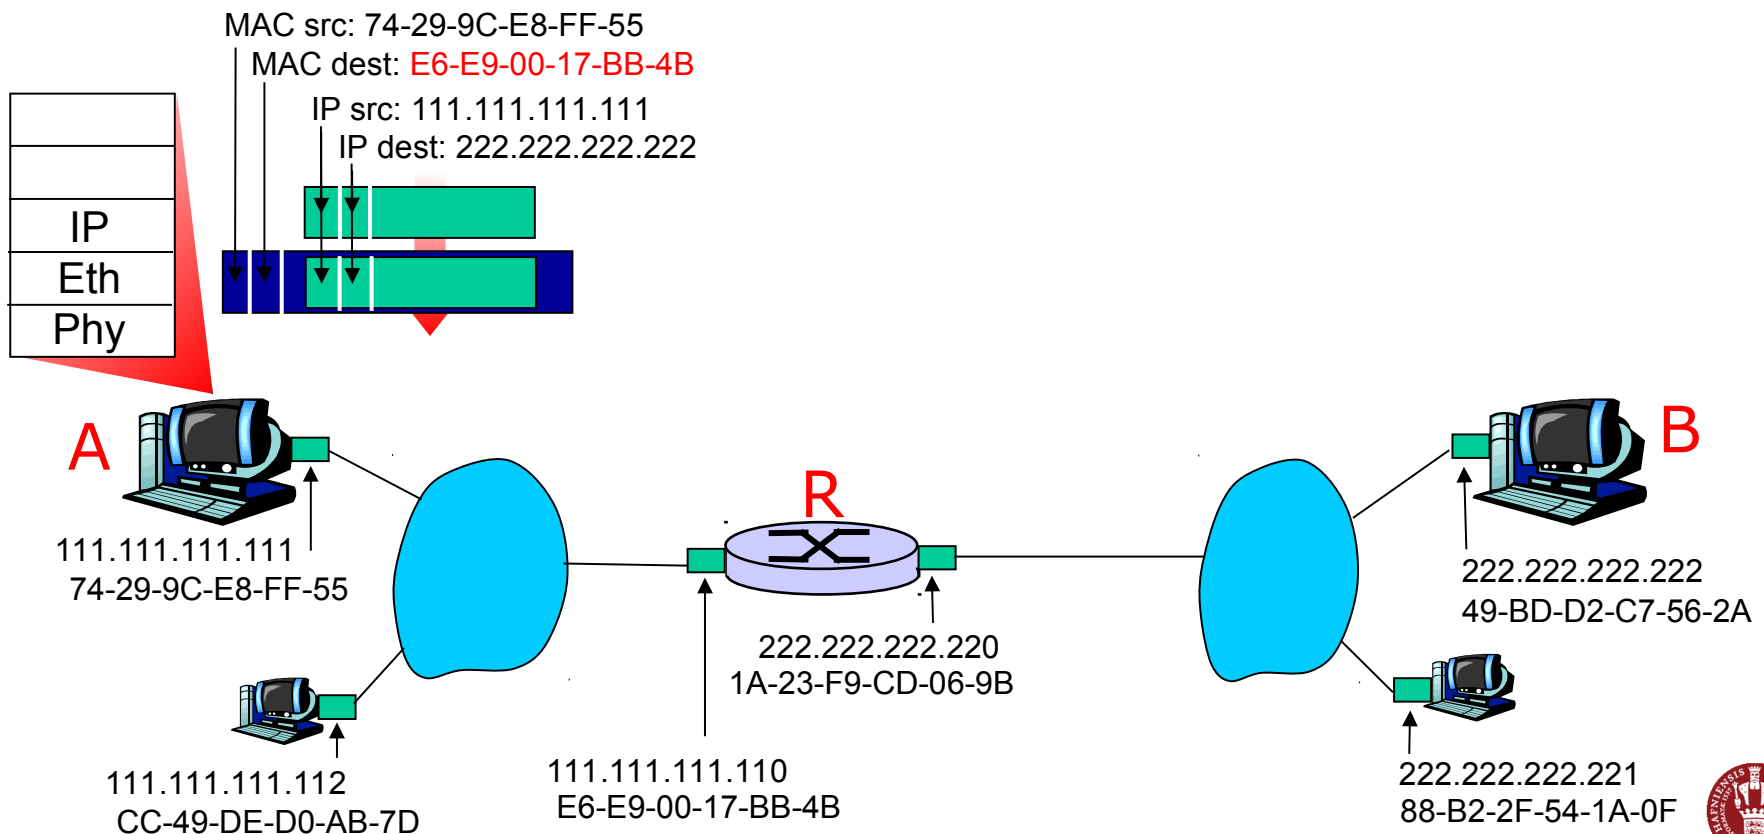 MAC src: 74-29-9C-E8-FF-55
MAC dest: E6-E9-00-17-BB-4B
IP src: 111.111.111.111
IP dest: 222.222.222.222
IP
Eth
Phy
A
B
R
111.111.111.111
74-29-9C-E8-FF-55
222.222.222.222
49-BD-D2-C7-56-2A
222.222.222.220
1A-23-F9-CD-06-9B
111.111.111.112
CC-49-DE-D0-AB-7D
111.111.111.110
E6-E9-00-17-BB-4B
222.222.222.221
88-B2-2F-54-1A-0F